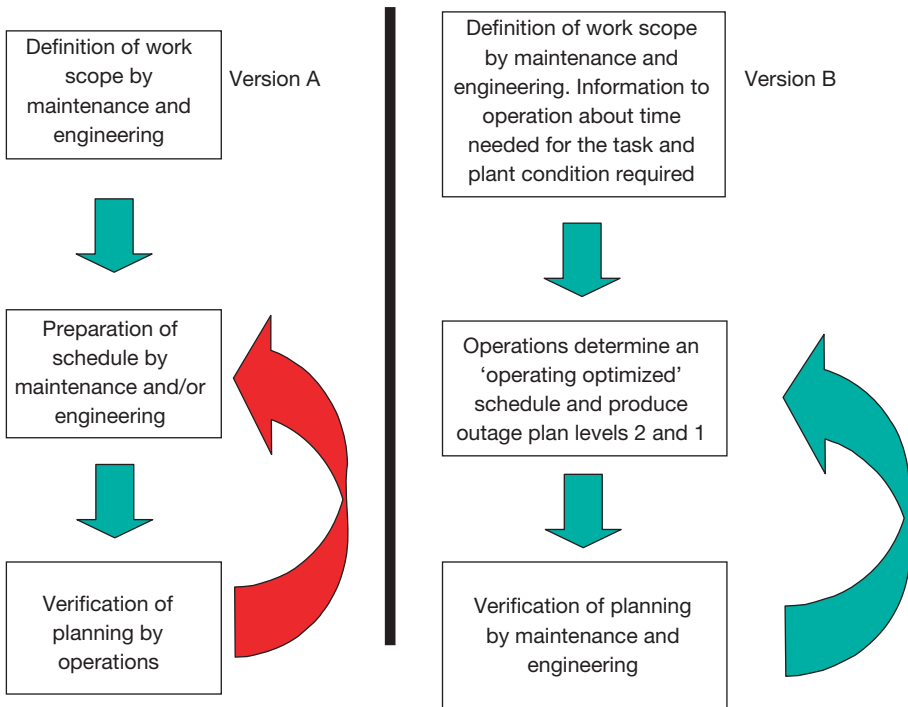 Definition of work
scope by
maintenance and
engineering
Version A
Preparation of
schedule by
maintenance and/or
engineering
Verification of
planning by
operations
Definition of work scope
by maintenance and
engineering. Information to
operation about time
needed for the task and
plant condition required
Version B
Operations determine an
‘operating optimized’
schedule and produce
outage plan levels 2 and 1
Verification of planning
by maintenance and
engineering